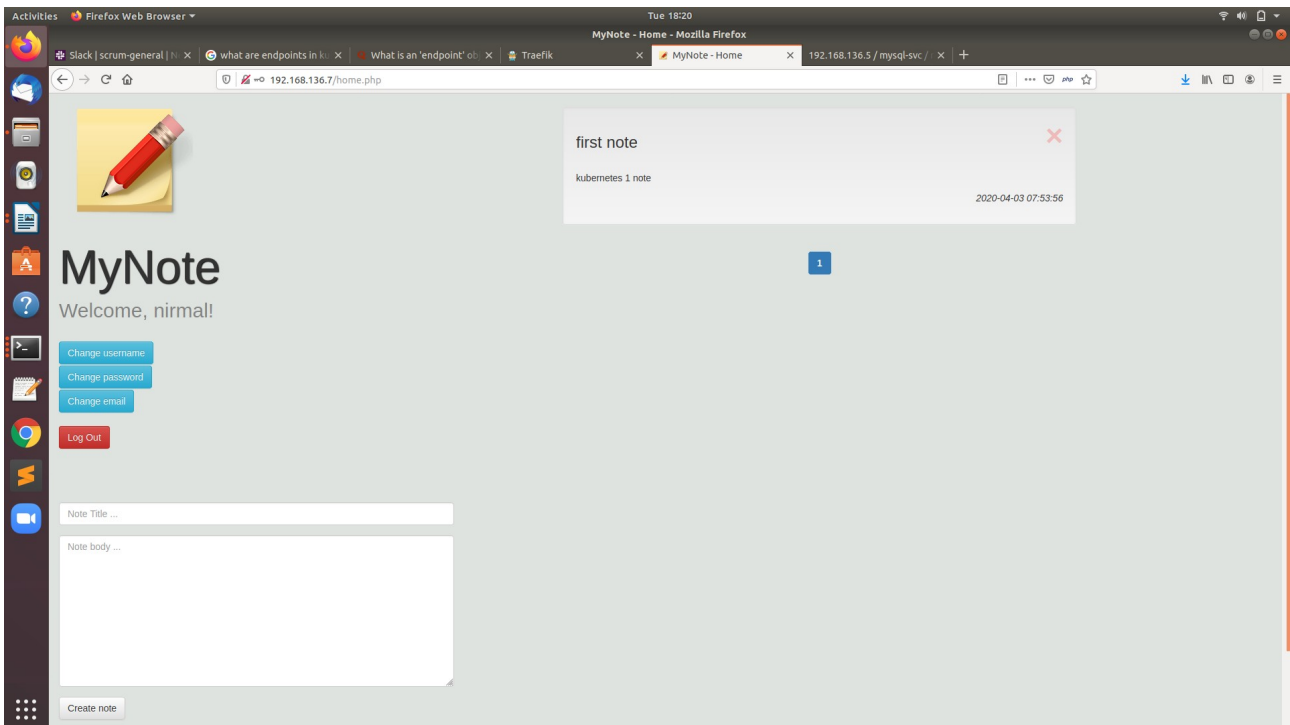 Activities Firefox Web Browser Tue 18:20
MyNote - Home - Mozilla Firefox
Slack | scrum-general | N
what are endpoints in ku
What is an 'endpoint' ob
Traefik
MyNote - Home
192.168.136.5 / mysql-svc /
192.168.136.7/home.php
php
MyNote
Welcome, nirmal!
Change username
Change password
Change email
Log Out
Note Title ...
Note body ...
Create note
first note
kubernetes 1 note
2020-04-03 07:53:56
1